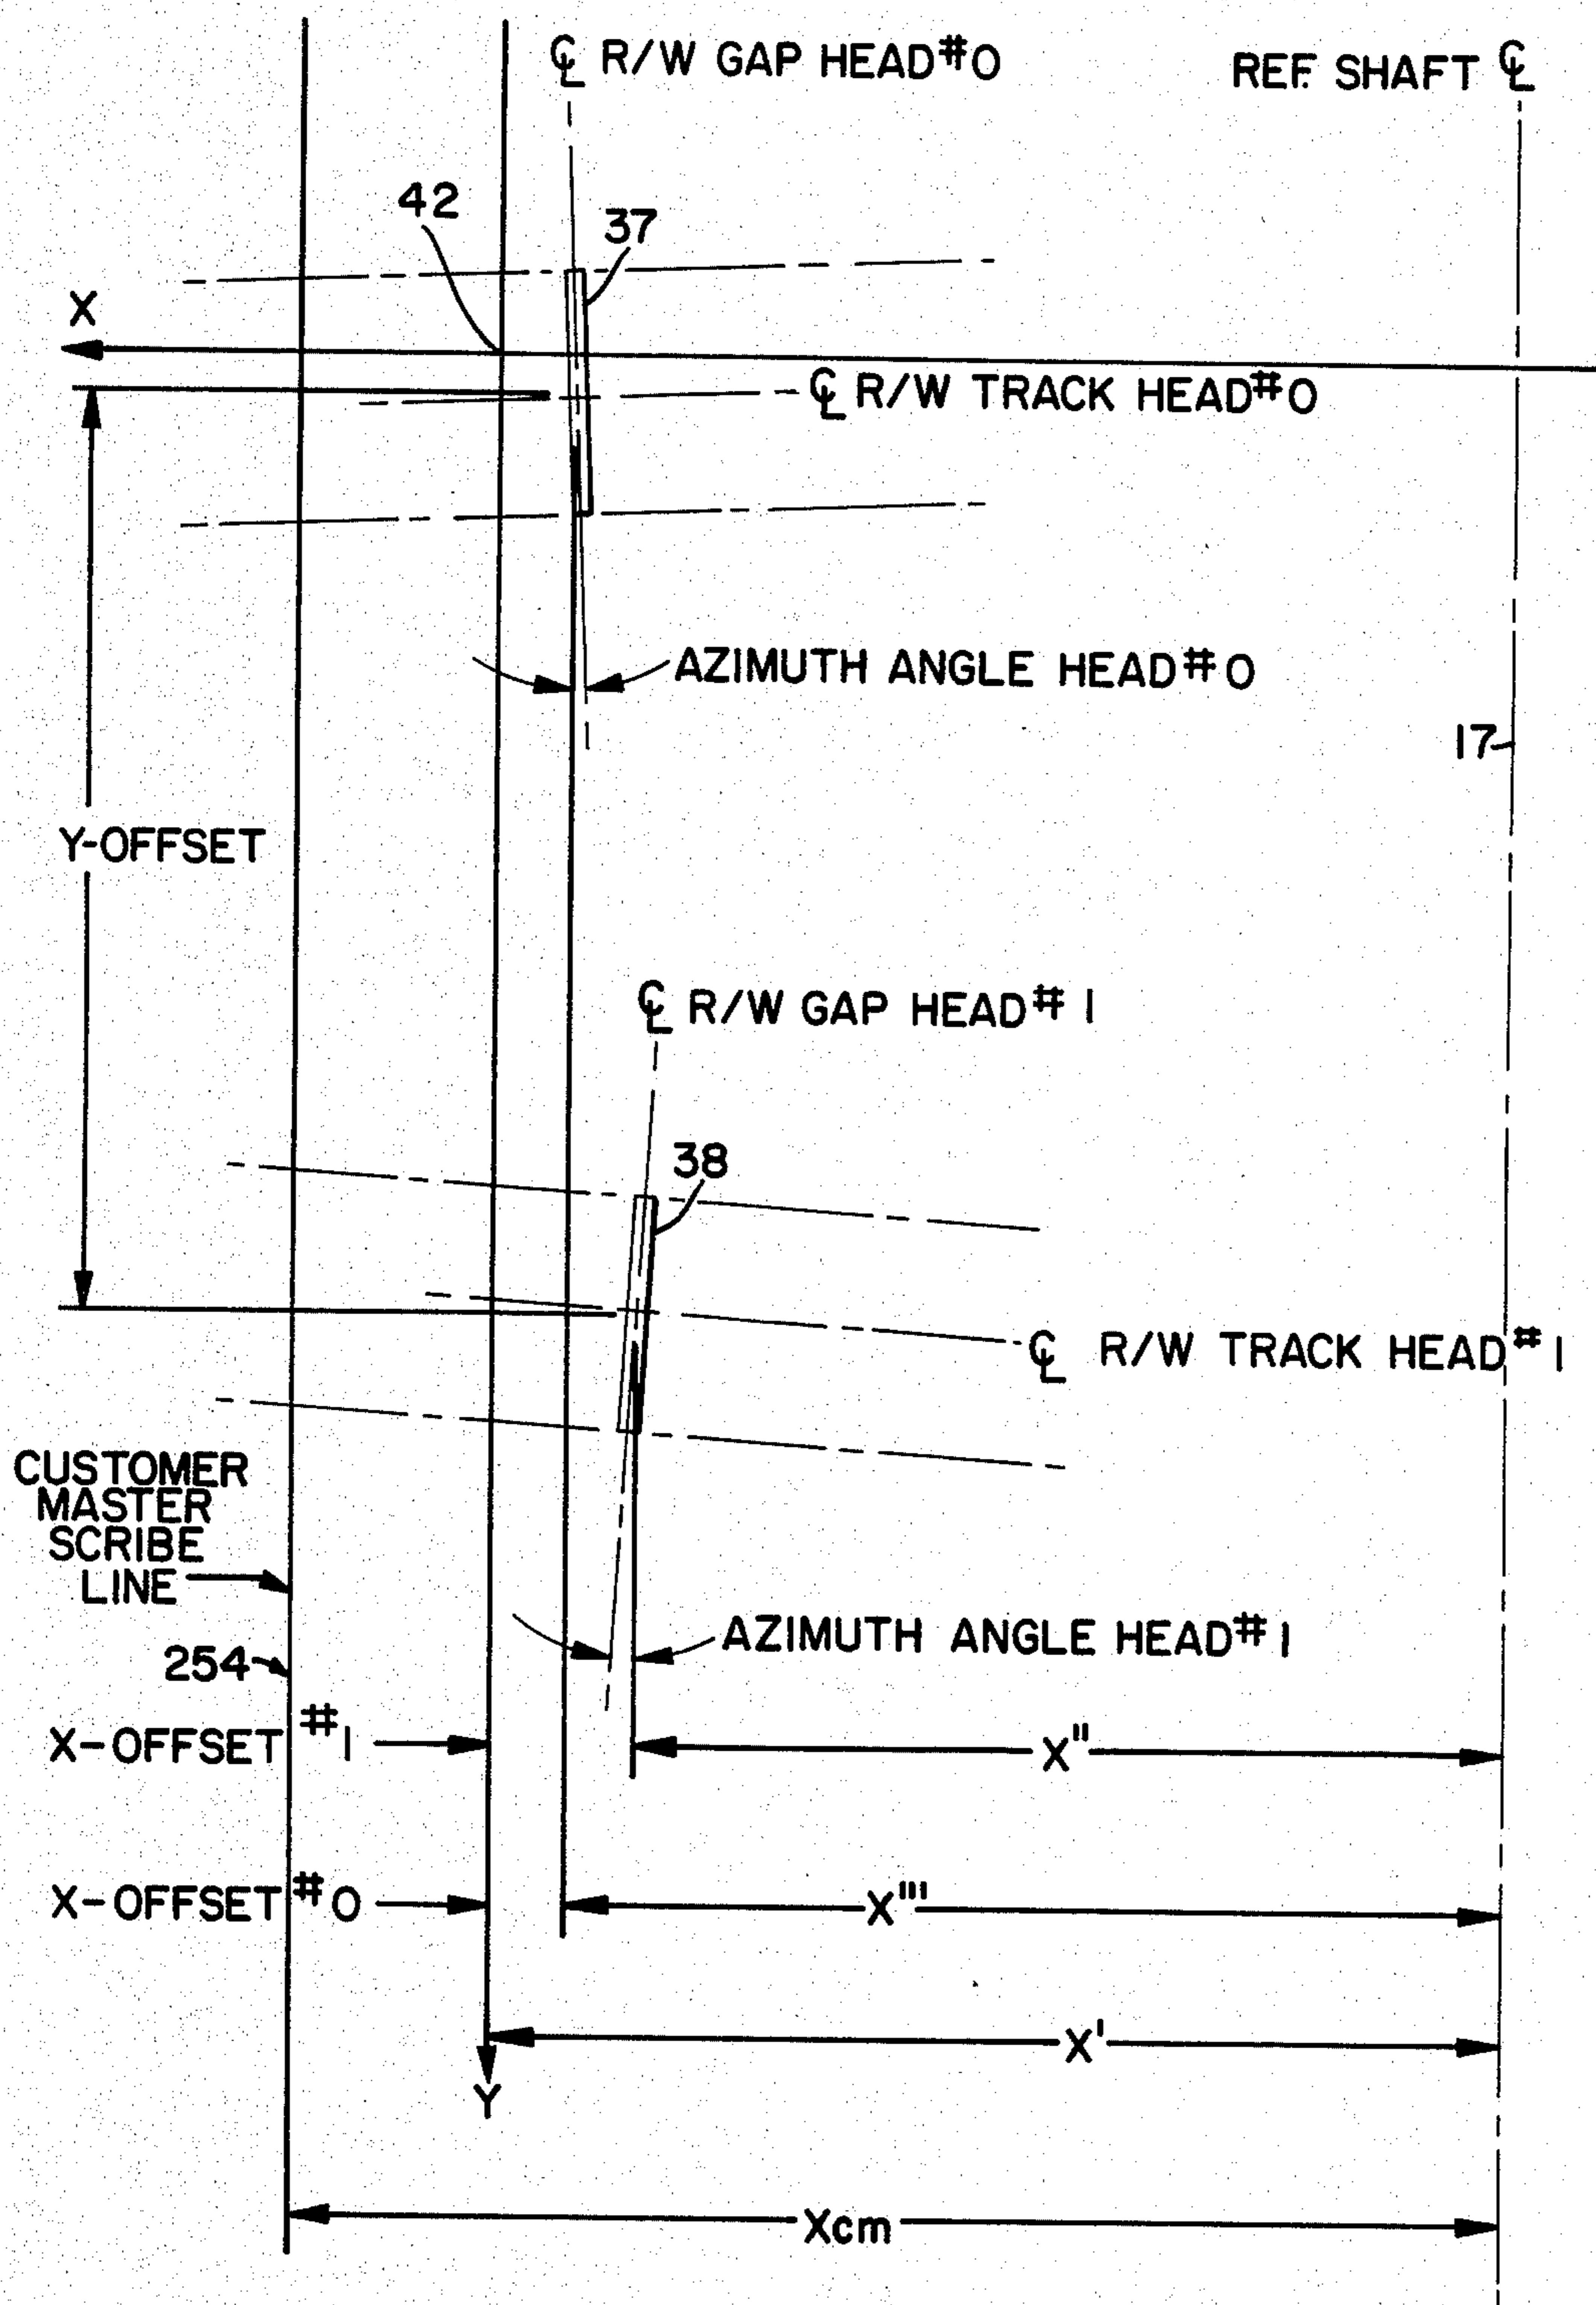 ℄ R/W GAP HEAD#0
REF. SHAFT ℄
42
37
X
℄ R/W TRACK HEAD#0
AZIMUTH ANGLE HEAD#0
17
Y-OFFSET
℄ R/W GAP HEAD#1
38
℄ R/W TRACK HEAD#1
CUSTOMER
MASTER
SCRIBE
LINE
AZIMUTH ANGLE HEAD#1
254
X-OFFSET #1
X"
X-OFFSET #0
X'''
X'
Y
Xcm